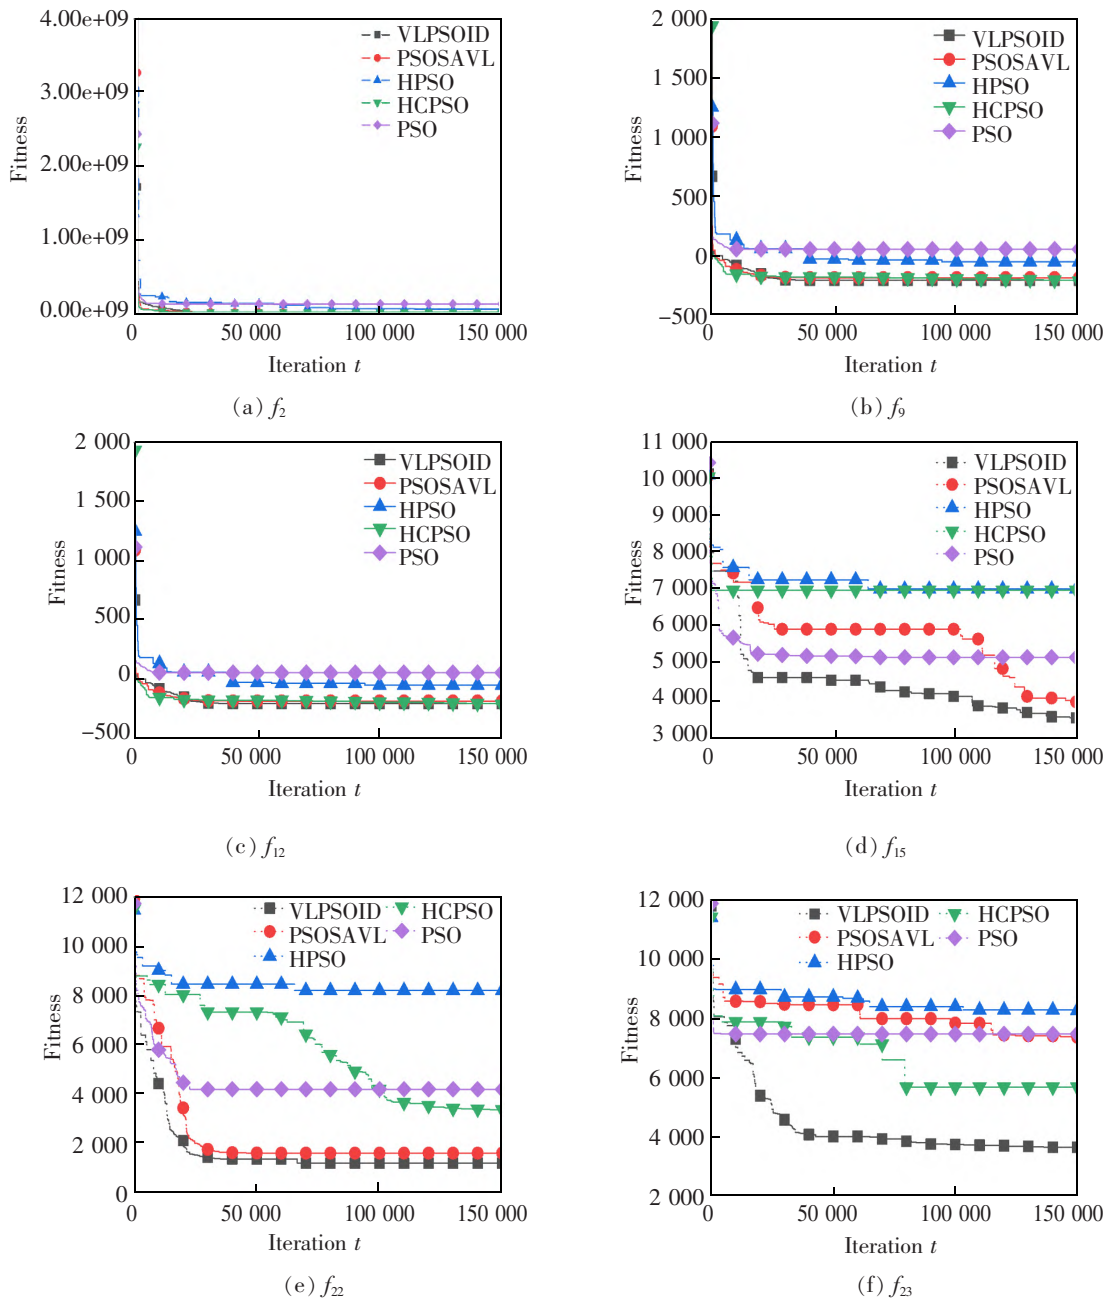 4.00e+09
3.00e+09
2.00e+09
1.00e+09
0.00e+09
Fitness
VLPSOID
PSOSAVL
HPSO
HCPSO
PSO
0
50 000
100 000
150 000
Iteration t
(a) f2
2 000
1 500
1 000
500
0
−500
Fitness
VLPSOID
PSOSAVL
HPSO
HCPSO
PSO
0
50 000
100 000
150 000
Iteration t
(b) f9
2 000
1 500
1 000
500
0
−500
Fitness
VLPSOID
PSOSAVL
HPSO
HCPSO
PSO
0
50 000
100 000
150 000
Iteration t
(c) f12
11 000
10 000
9 000
8 000
7 000
6 000
5 000
4 000
3 000
Fitness
VLPSOID
PSOSAVL
HPSO
HCPSO
PSO
0
50 000
100 000
150 000
Iteration t
(d) f15
12 000
10 000
8 000
6 000
4 000
2 000
0
Fitness
VLPSOID
HCPSO
PSOSAVL
PSO
HPSO
0
50 000
100 000
150 000
Iteration t
(e) f22
12 000
10 000
8 000
6 000
4 000
2 000
Fitness
VLPSOID
HCPSO
PSOSAVL
PSO
HPSO
0
50 000
100 000
150 000
Iteration t
(f) f23